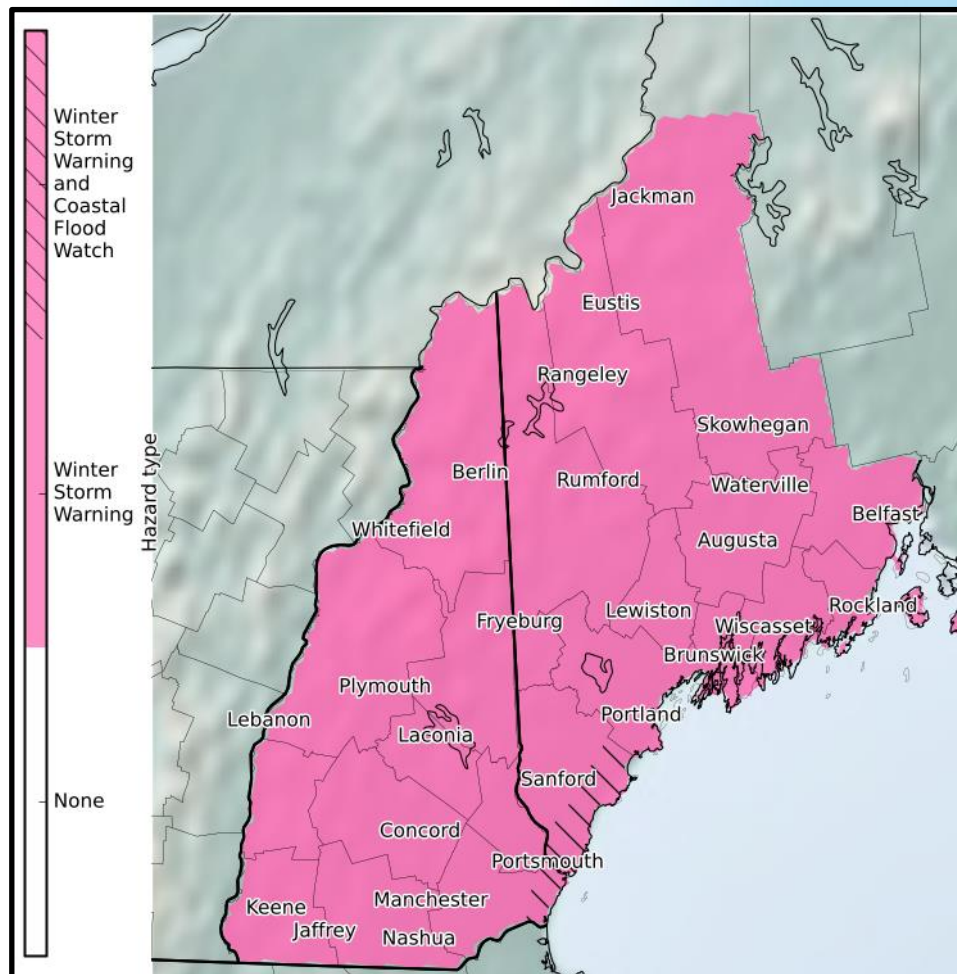 Winter
Storm
Warning
and
Coastal
Flood
Watch
Winter
Storm
Warning
None
Hazard type
Jackman
Eustis
Rangeley
Skowhegan
Berlin
Rumford
Waterville
Belfast
Whitefield
Augusta
Rockland
Lewiston
Fryeburg
Wiscasset
Brunswick
Plymouth
Portland
Lebanon
Laconia
Sanford
Concord
Portsmouth
Manchester
Keene
Jaffrey
Nashua